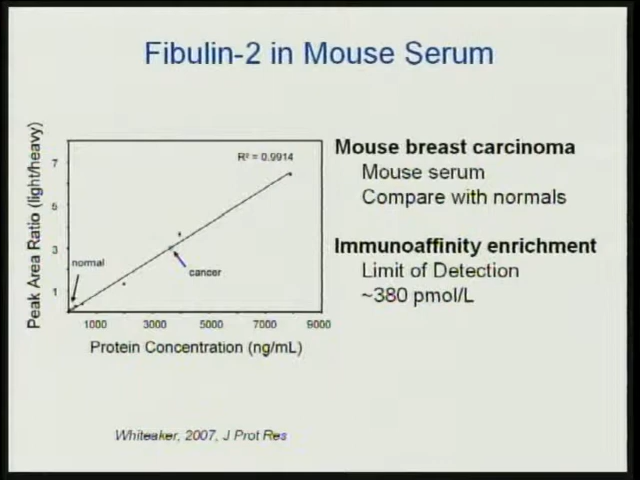 Fibulin-2 in Mouse Serum
Peak Area Ratio (light/heavy)
7
5
3
1
R² = 0.9914
normal
cancer
1000 3000 5000 7000 9000
Protein Concentration (ng/mL)
Mouse breast carcinoma
Mouse serum
Compare with normals
Immunoaffinity enrichment
Limit of Detection
~380 pmol/L
Whiteaker, 2007, J Prot Res